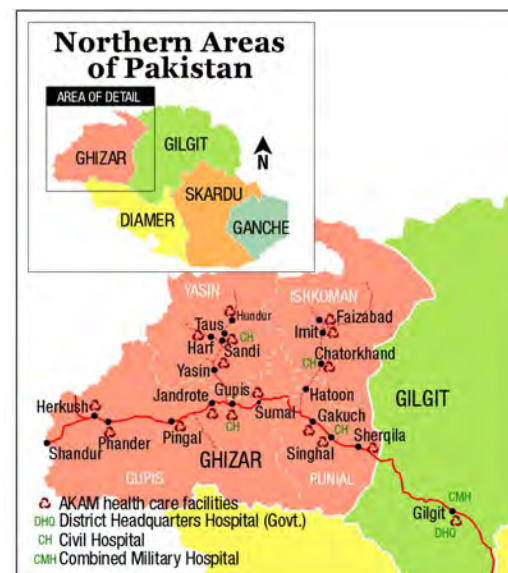 Northern Areas
of Pakistan
AREA OF DETAIL
GHIZAR
GILGIT
N
SKARDU
DIAMER
GANCHE
YASIN
ISHKOMAN
Hundur
Faizabad
Taus
CH
Imit
Harf
Sandi
Chatorkhand
CH
Yasin
Gupis
Hatoon
GILGIT
Jandrote
Sumal
Herkush
Gakuch
CH
CH
Sherqila
Phander
Pingal
Singhal
Shandur
GHIZAR
GUPIS
PUNIAL
AKAM health care facilities
CMH
DHQ District Headquarters Hospital (Govt.)
Gilgit
CH Civil Hospital
DHQ
CMH Combined Military Hospital